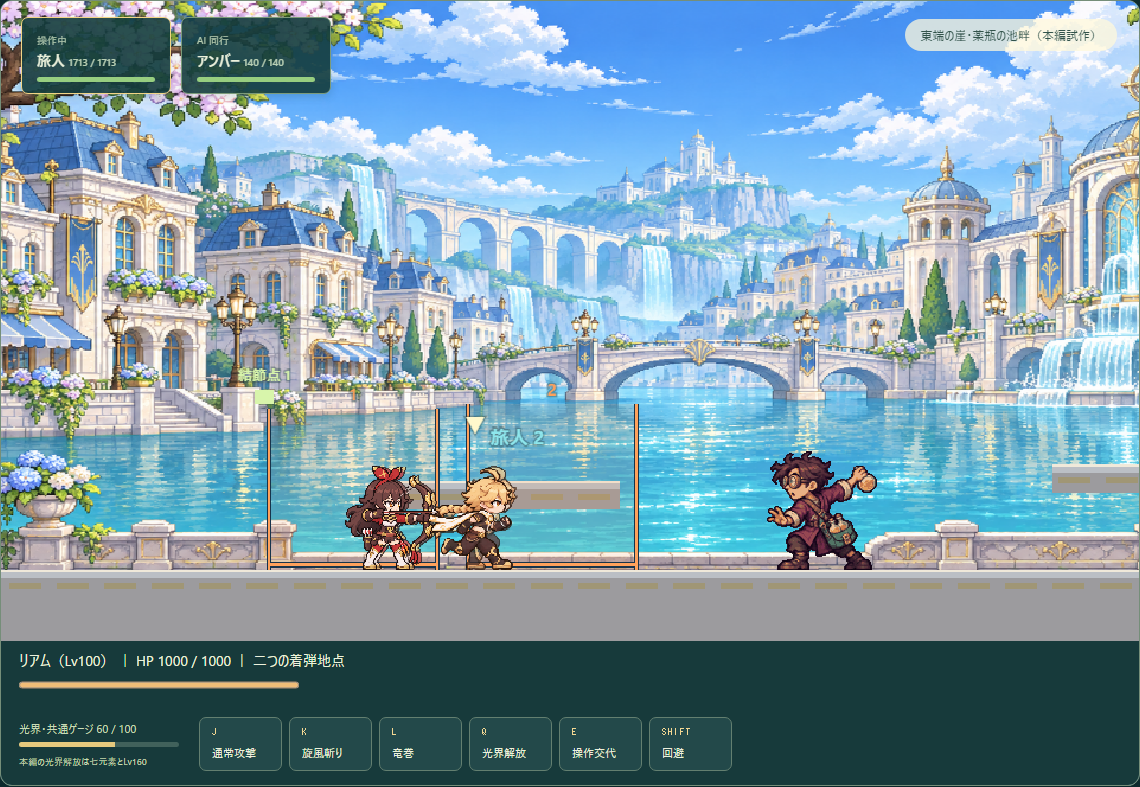 操作中
旅人 1713 / 1713
AI 同行
アンバー 140 / 140
東端の崖・薬瓶の池畔（本編試作）
結節点 1
2
旅人 2
リアム（Lv100） | HP 1000 / 1000 | 二つの着弾地点
光界・共通ゲージ 60 / 100
本編の光界解放は七元素とLv160
J
通常攻撃
K
旋風斬り
L
竜巻
Q
光界解放
E
操作交代
SHIFT
回避